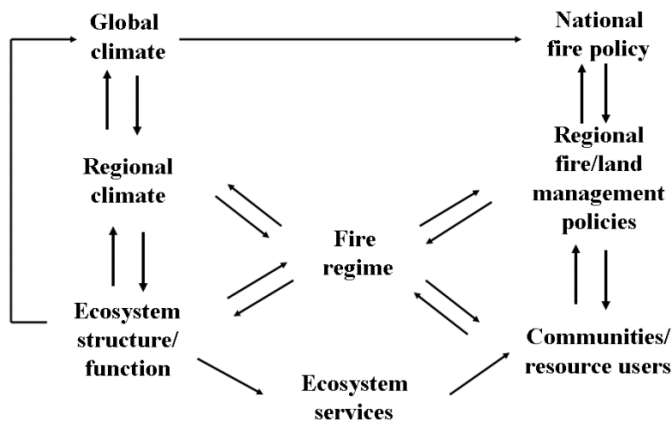 Global
climate
National
fire policy
Regional
climate
Regional
fire/land
management
policies
Fire
regime
Ecosystem
structure/
function
Ecosystem
services
Communities/
resource users